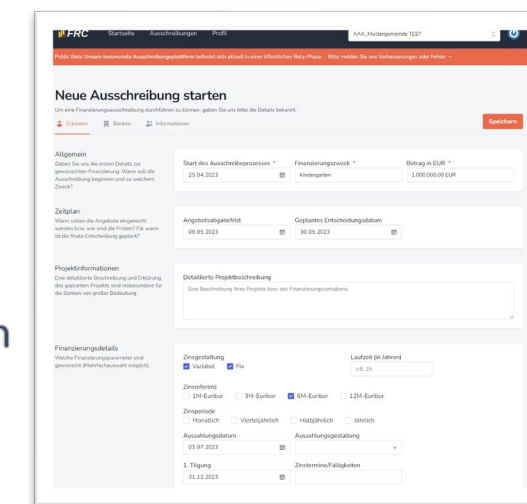 FRC Startseite Ausschreibungen Profil AAA_Mustergemeinde TEST
Public Beta: Unsere kommunale Ausschreibungsplattform befindet sich aktuell in einer öffentlichen Beta-Phase - Bitte melden Sie uns Verbesserungen oder Fehler
Neue Ausschreibung starten
Um eine Finanzierungsausschreibung durchführen zu können, geben Sie uns bitte die Details bekannt.
Eckdaten Banken Informationen
Speichern
Allgemein
Geben Sie uns die ersten Details zur
gewünschten Finanzierung. Wann soll die
Ausschreibung beginnen und zu welchem
Zweck?
Start des Ausschreibeprozesses * Finanzierungszweck * Betrag in EUR *
25.04.2023 Kindergarten 1.000.000,00 EUR
Zeitplan
Wann sollen die Angebote eingereicht
werden bzw. wie sind die Fristen? Für wann
ist die finale Entscheidung geplant?
Angebotsabgabefrist Geplantes Entscheidungsdatum
09.05.2023 30.05.2023
Projektinformationen
Eine detaillierte Beschreibung und Erklärung
des geplanten Projekts sind insbesondere für
die Banken von großer Bedeutung.
Detaillierte Projektbeschreibung
Eine Beschreibung Ihres Projekts bzw. des Finanzierungsvorhabens.
n
Finanzierungsdetails
Welche Finanzierungsparameter sind
gewünscht (Mehrfachauswahl möglich).
Zinsgestaltung Laufzeit (in Jahren)
Variabel Fix z.B. 25
Zinsreferenz
1M-Euribor 3M-Euribor 6M-Euribor 12M-Euribor
Zinsperiode
Monatlich Vierteljährlich Halbjährlich Jährlich
Auszahlungsdatum Auszahlungsgestaltung
03.07.2023
1. Tilgung Zinstermine/Fälligkeiten
31.12.2023